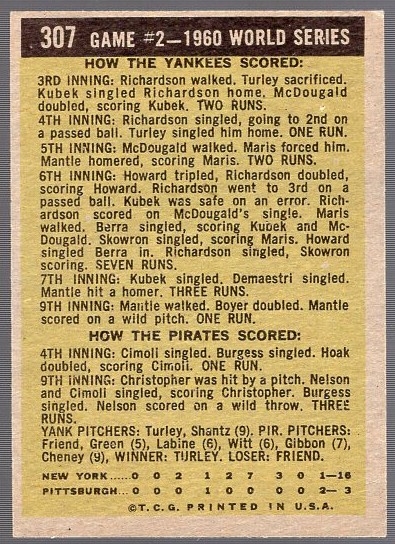 307 GAME #2—1960 WORLD SERIES
HOW THE YANKEES SCORED:
3RD INNING: Richardson walked. Turley sacrificed.
Kubek singled Richardson home. McDougald
doubled, scoring Kubek. TWO RUNS.
4TH INNING: Richardson singled, going to 2nd on
a passed ball. Turley singled him home. ONE RUN.
5TH INNING: McDougald walked. Maris forced him.
Mantle homered, scoring Maris. TWO RUNS.
6TH INNING: Howard tripled, Richardson doubled,
scoring Howard. Richardson went to 3rd on a
passed ball. Kubek was safe on an error. Rich-
ardson scored on McDougald's single. Maris
walked. Berra singled, scoring Kubek and Mc-
Dougald. Skowron singled, scoring Maris. Howard
singled Berra in. Richardson singled, Skowron
scoring. SEVEN RUNS.
7TH INNING: Kubek singled. Demaestri singled.
Mantle hit a homer. THREE RUNS.
9TH INNING: Mantle walked. Boyer doubled. Mantle
scored on a wild pitch. ONE RUN.
HOW THE PIRATES SCORED:
4TH INNING: Cimoli singled. Burgess singled. Hoak
doubled, scoring Cimoli. ONE RUN.
9TH INNING: Christopher was hit by a pitch. Nelson
and Cimoli singled, scoring Christopher. Burgess
singled. Nelson scored on a wild throw. THREE
RUNS.
YANK PITCHERS: Turley, Shantz (9). PIR. PITCHERS:
Friend, Green (5), Labine (6), Witt (6), Gibbon (7),
Cheney (9), WINNER: TURLEY. LOSER: FRIEND.
NEW YORK..... 0 0 2 1 2 7 3 0 1—16
PITTSBURGH... 0 0 0 1 0 0 0 0 2— 3
©T.C.G. PRINTED IN U.S.A.